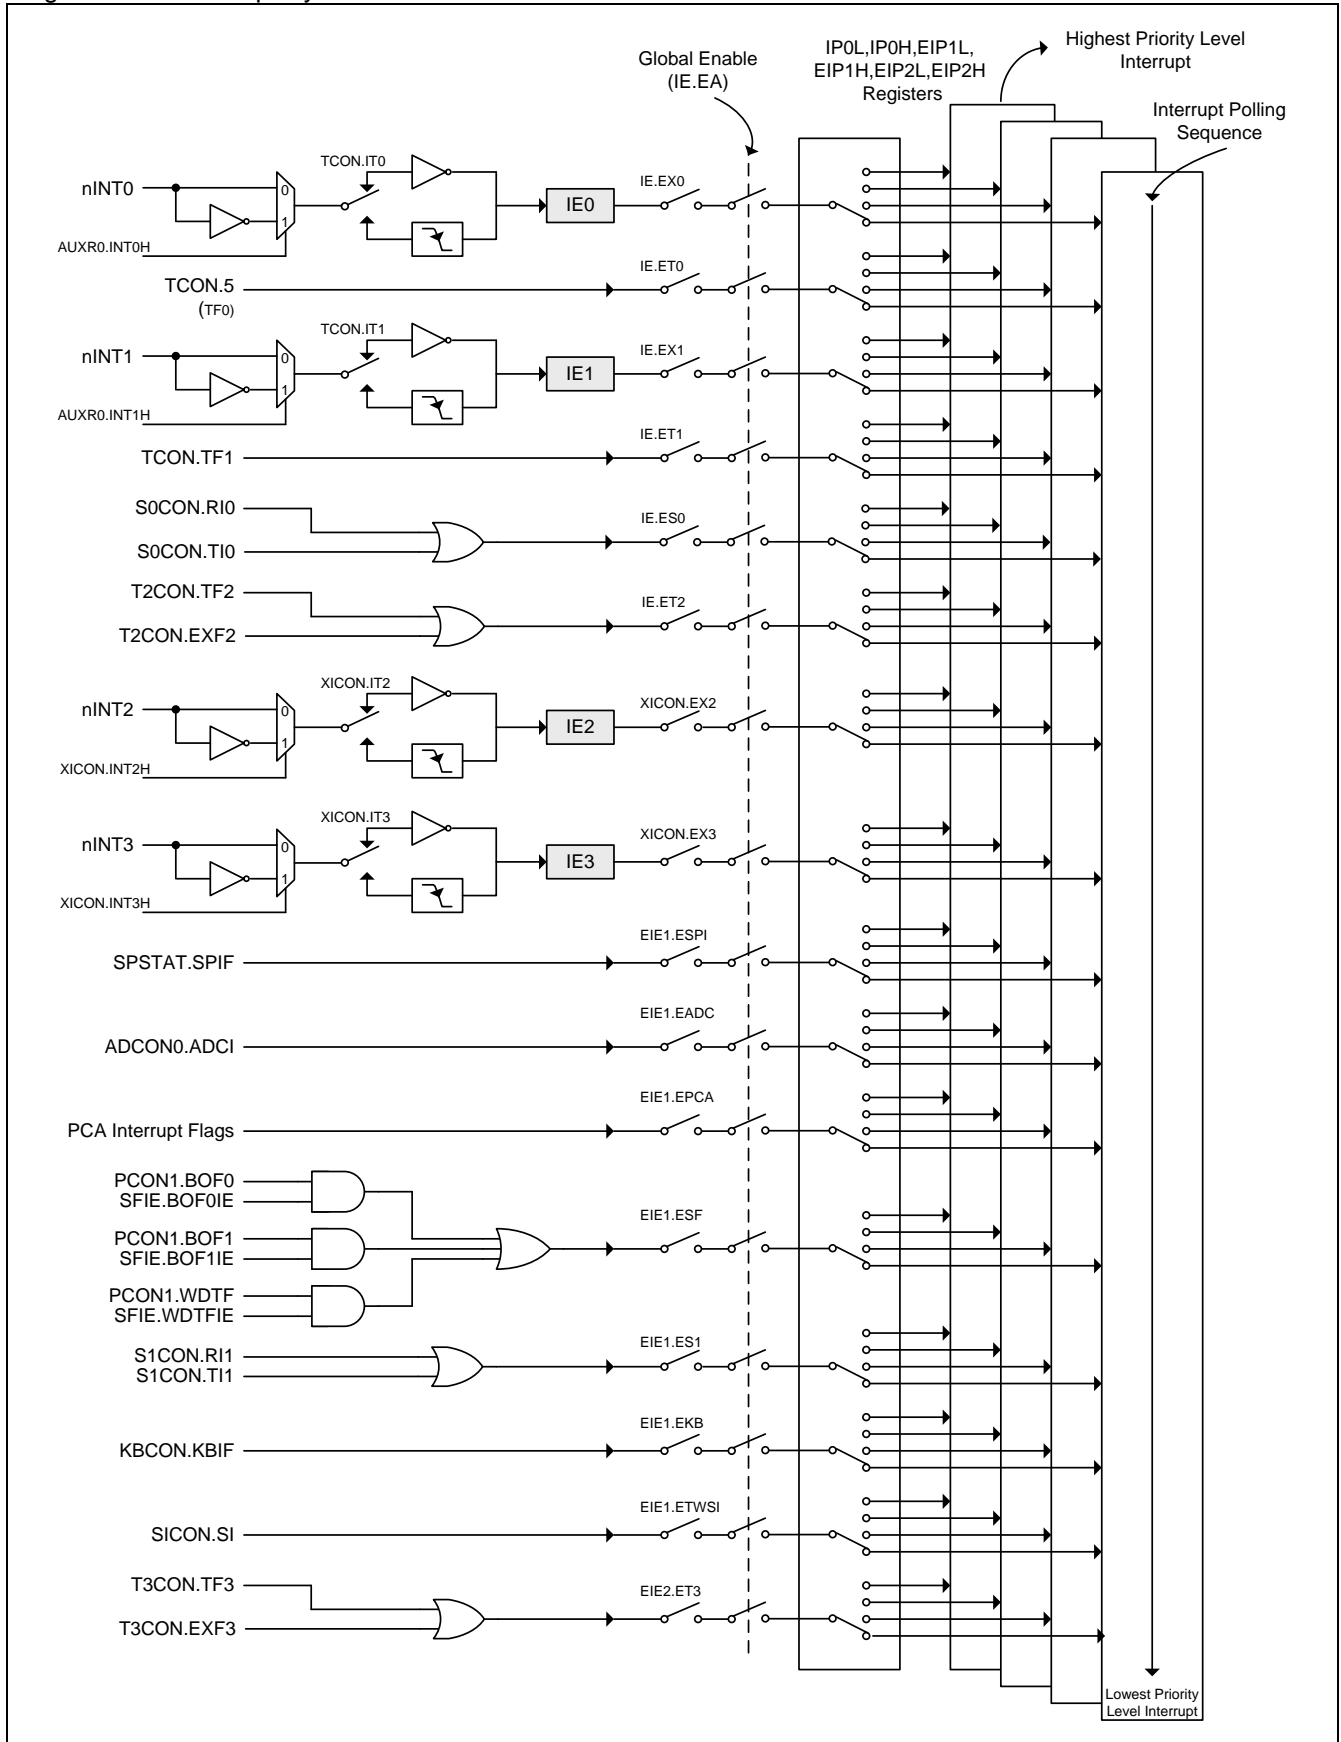 Global Enable
(IE.EA)
IP0L,IP0H,EIP1L,
EIP1H,EIP2L,EIP2H
Registers
Highest Priority Level
Interrupt
Interrupt Polling
Sequence
nINT0
0
1
AUXR0.INT0H
TCON.IT0
IE0
IE.EX0
TCON.5
(TF0)
IE.ET0
nINT1
0
1
AUXR0.INT1H
TCON.IT1
IE1
IE.EX1
TCON.TF1
IE.ET1
S0CON.RI0
S0CON.TI0
IE.ES0
T2CON.TF2
T2CON.EXF2
IE.ET2
nINT2
0
1
XICON.INT2H
XICON.IT2
IE2
XICON.EX2
nINT3
0
1
XICON.INT3H
XICON.IT3
IE3
XICON.EX3
SPSTAT.SPIF
EIE1.ESPI
ADCON0.ADCI
EIE1.EADC
PCA Interrupt Flags
EIE1.EPCA
PCON1.BOF0
SFIE.BOF0IE
PCON1.BOF1
SFIE.BOF1IE
PCON1.WDTF
SFIE.WDTFIE
EIE1.ESF
S1CON.RI1
S1CON.TI1
EIE1.ES1
KBCON.KBIF
EIE1.EKB
SICON.SI
EIE1.ETWSI
T3CON.TF3
T3CON.EXF3
EIE2.ET3
Lowest Priority
Level Interrupt